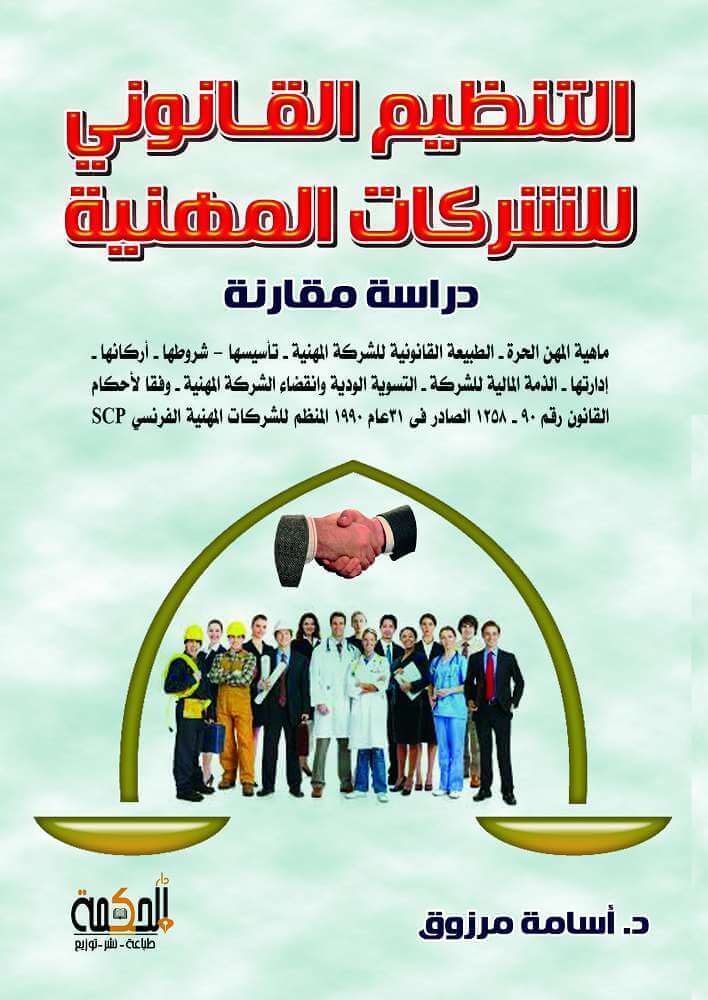 التنظيم القانوني
للشركات المهنية
دراسة مقارنة
ماهية المهن الحرة ـ الطبيعة القانونية للشركة المهنية ـ تأسيسها - شروطها ـ أركانها ـ
إدارتها ـ الذمة المالية للشركة ـ التسوية الودية وانقضاء الشركة المهنية ـ وفقا لأحكام
القانون رقم ٩٠ ـ ١٢٥٨ الصادر فى ٣١عام ١٩٩٠ المنظم للشركات المهنية الفرنسي SCP
دار
الحكمة
طباعة - نشر - توزيع
د. أسامة مرزوق